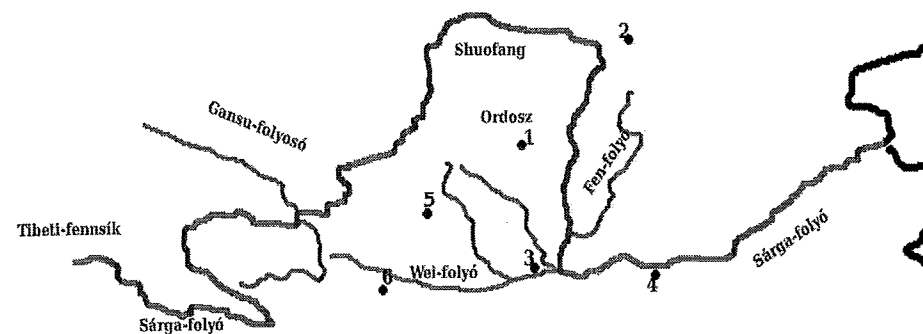 2
Shuofang
Gansu-folyosó
Ordosz
1
Fen-folyó
5
Tibeti-fennsík
Sárga-folyó
3
Wei-folyó
4
6
Sárga-folyó